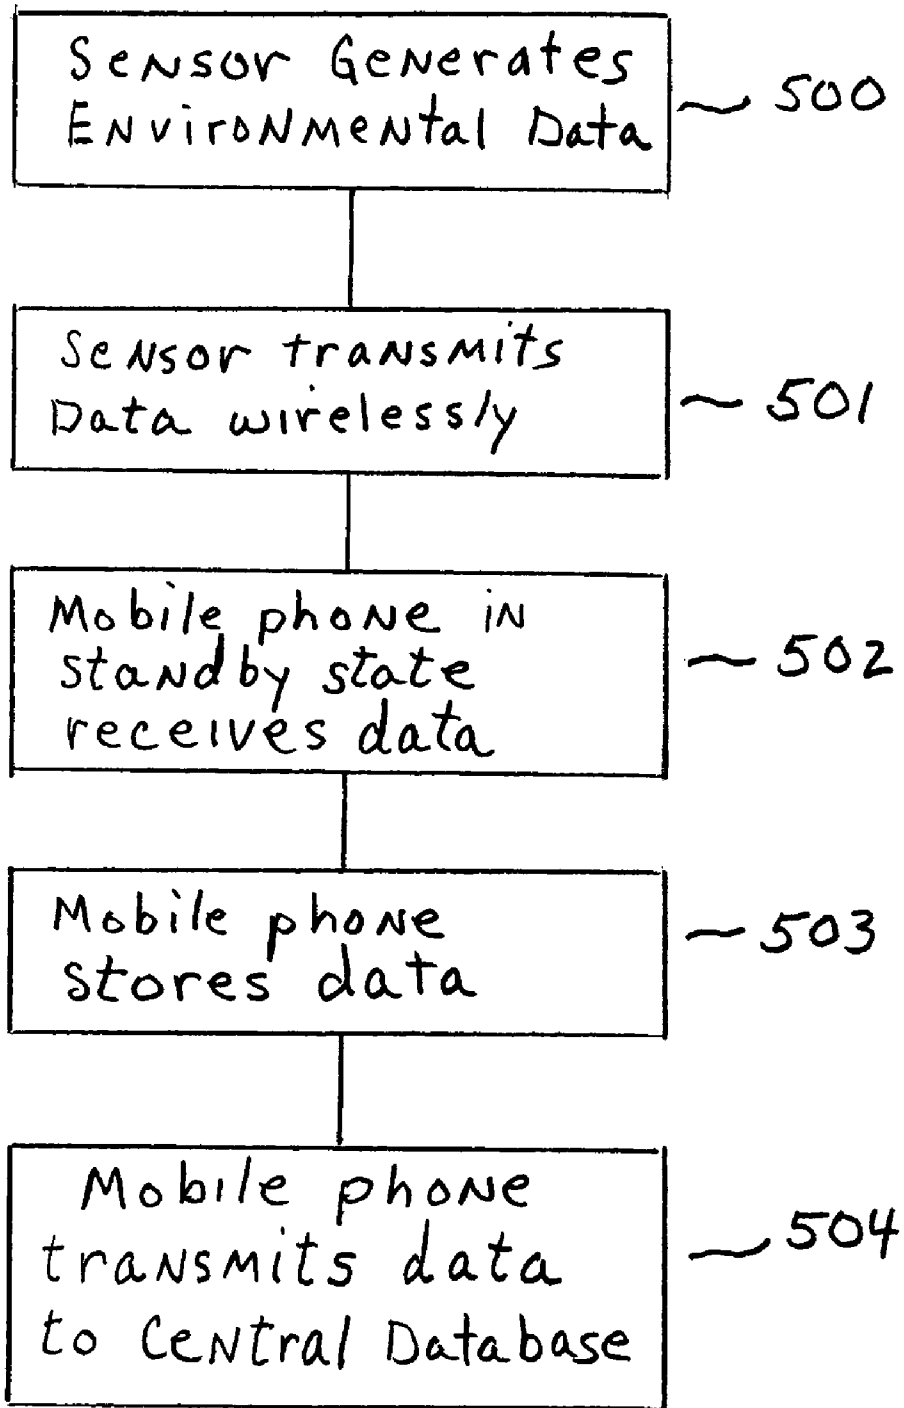 Sensor Generates
Environmental Data
500
Sensor transmits
Data wirelessly
501
Mobile phone in
standby state
receives data
502
Mobile phone
stores data
503
Mobile phone
transmits data
to Central Database
504